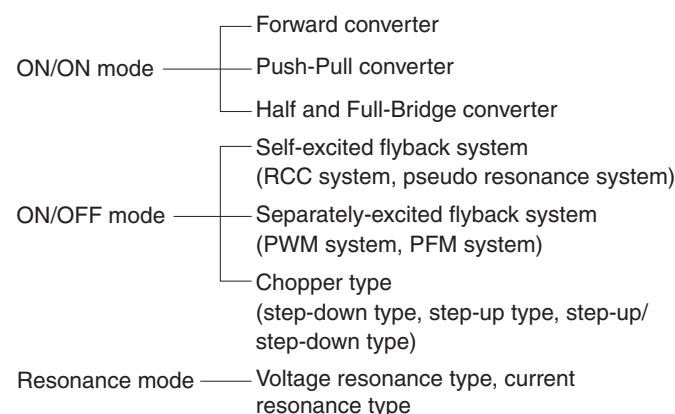 Forward converter
ON/ON mode
Push-Pull converter
Half and Full-Bridge converter
Self-excited flyback system
(RCC system, pseudo resonance system)
ON/OFF mode
Separately-excited flyback system
(PWM system, PFM system)
Chopper type
(step-down type, step-up type, step-up/
step-down type)
Resonance mode
Voltage resonance type, current
resonance type